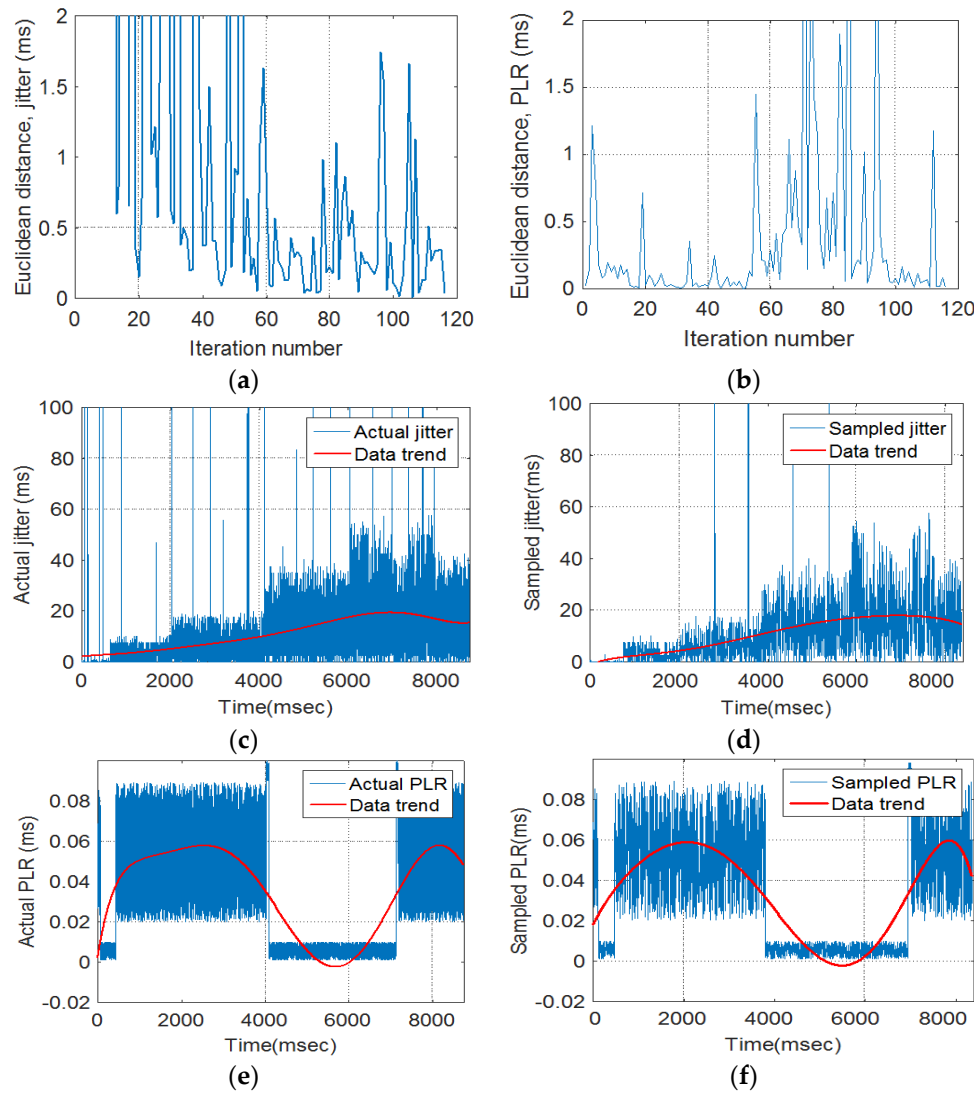 2
1.5
1
0.5
0
Euclidean distance, jitter (ms)
0 20 40 60 80 100 120
Iteration number
(a)
2
1.5
1
0.5
0
Euclidean distance, PLR (ms)
0 20 40 60 80 100 120
Iteration number
(b)
100
80
60
40
20
0
Actual jitter (ms)
Actual jitter
Data trend
0 2000 4000 6000 8000
Time(msec)
(c)
100
80
60
40
20
0
Sampled jitter(ms)
Sampled jitter
Data trend
0 2000 4000 6000 8000
Time(msec)
(d)
0.08
0.06
0.04
0.02
0
-0.02
Actual PLR (ms)
Actual PLR
Data trend
0 2000 4000 6000 8000
Time(msec)
(e)
0.08
0.06
0.04
0.02
0
-0.02
Sampled PLR(ms)
Sampled PLR
Data trend
0 2000 4000 6000 8000
Time(msec)
(f)